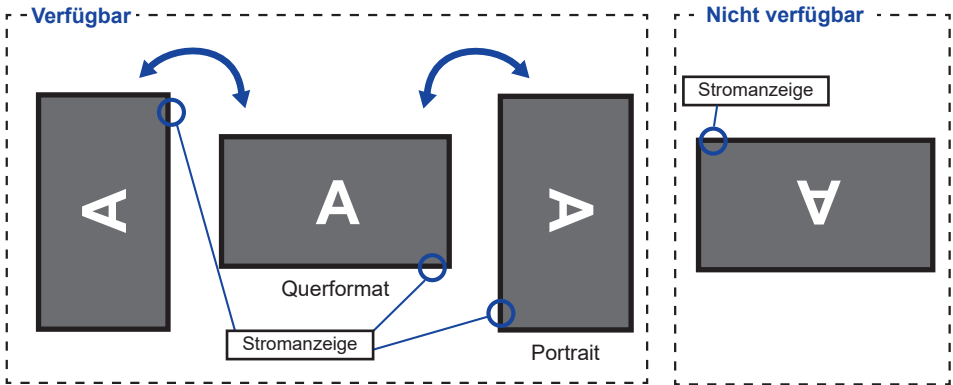 Verfügbar
Nicht verfügbar
Stromanzeige
A
A
A
A
Querformat
Stromanzeige
Portrait